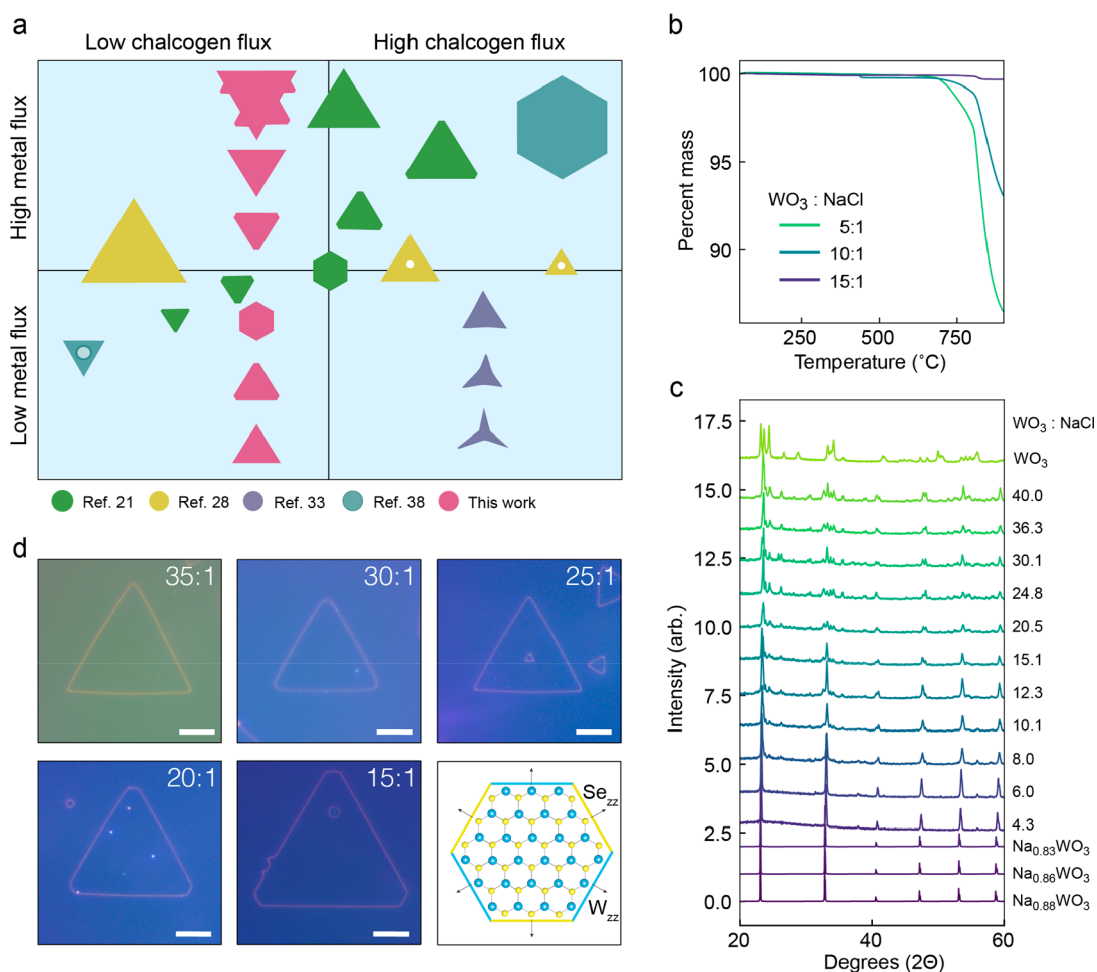 a
Low chalcogen flux
High chalcogen flux
High metal flux
Low metal flux
Ref. 21
Ref. 28
Ref. 33
Ref. 38
This work
b
100
95
90
Percent mass
WO3 : NaCl
5:1
10:1
15:1
250
500
750
Temperature (˚C)
c
17.5
15.0
12.5
10.0
7.5
5.0
2.5
0.0
Intensity (arb.)
WO3 : NaCl
WO3
40.0
36.3
30.1
24.8
20.5
15.1
12.3
10.1
8.0
6.0
4.3
Na0.83WO3
Na0.86WO3
Na0.88WO3
20
40
60
Degrees (2Θ)
d
35:1
30:1
25:1
20:1
15:1
Sezz
Wzz